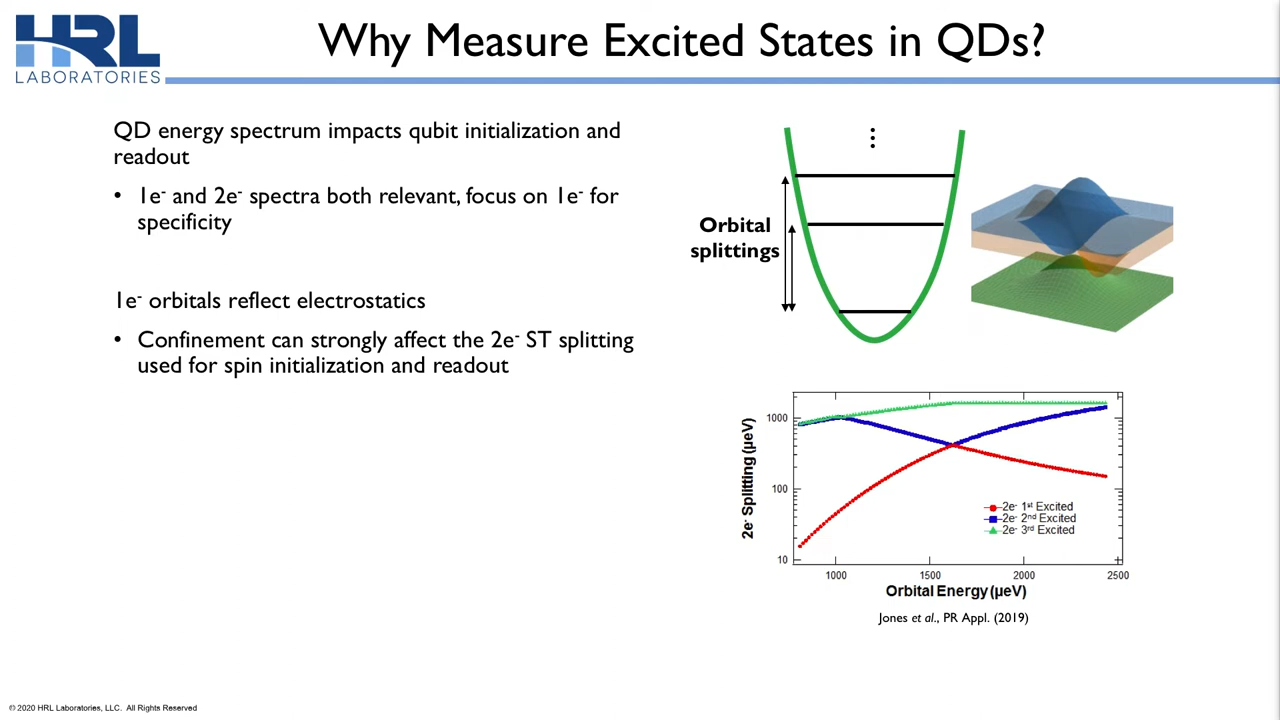 HRL
LABORATORIES
Why Measure Excited States in QDs?
QD energy spectrum impacts qubit initialization and
readout
• 1e⁻ and 2e⁻ spectra both relevant, focus on 1e⁻ for
specificity
1e⁻ orbitals reflect electrostatics
• Confinement can strongly affect the 2e⁻ ST splitting
used for spin initialization and readout
Orbital
splittings
2e⁻ Splitting (µeV)
1000
100
10
2e⁻ 1ˢᵗ Excited
2e⁻ 2ⁿᵈ Excited
2e⁻ 3ʳᵈ Excited
1000 1500 2000 2500
Orbital Energy (µeV)
Jones et al., PR Appl. (2019)
© 2020 HRL Laboratories, LLC. All Rights Reserved